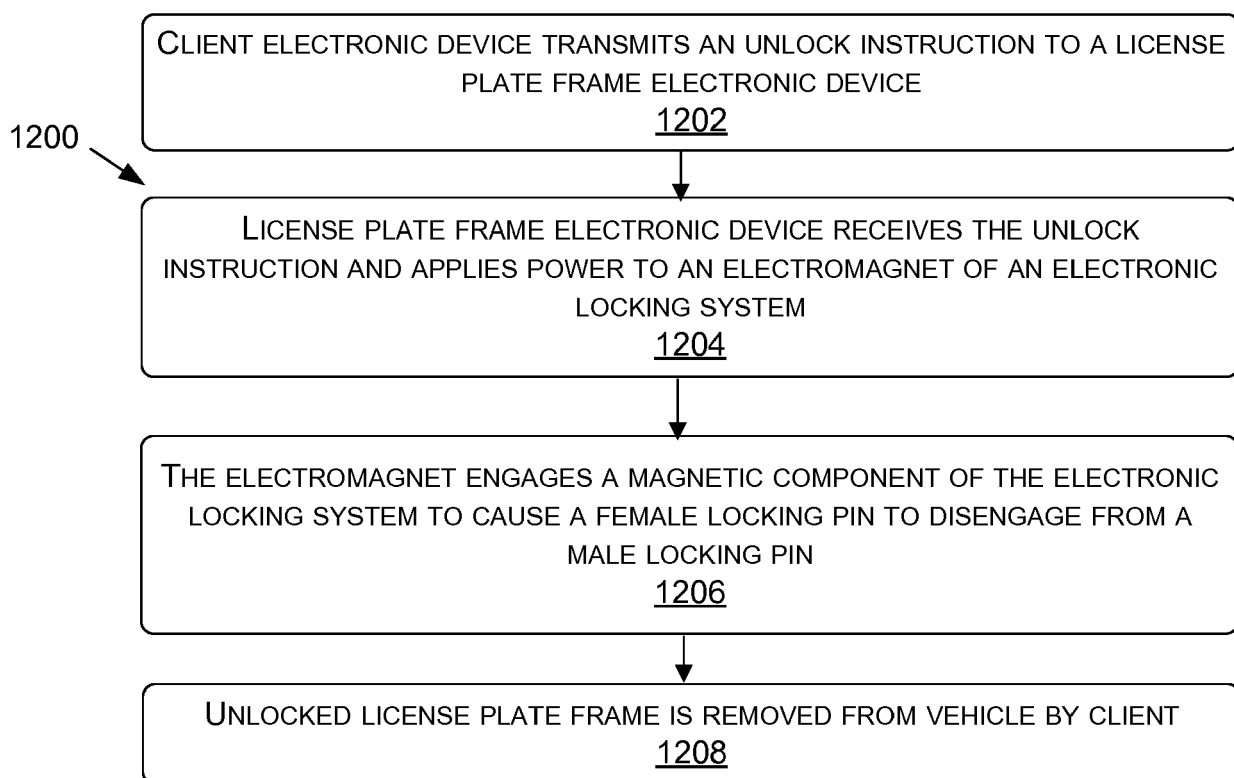 CLIENT ELECTRONIC DEVICE TRANSMITS AN UNLOCK INSTRUCTION TO A LICENSE
PLATE FRAME ELECTRONIC DEVICE
1202
1200
LICENSE PLATE FRAME ELECTRONIC DEVICE RECEIVES THE UNLOCK
INSTRUCTION AND APPLIES POWER TO AN ELECTROMAGNET OF AN ELECTRONIC
LOCKING SYSTEM
1204
THE ELECTROMAGNET ENGAGES A MAGNETIC COMPONENT OF THE ELECTRONIC
LOCKING SYSTEM TO CAUSE A FEMALE LOCKING PIN TO DISENGAGE FROM A
MALE LOCKING PIN
1206
UNLOCKED LICENSE PLATE FRAME IS REMOVED FROM VEHICLE BY CLIENT
1208